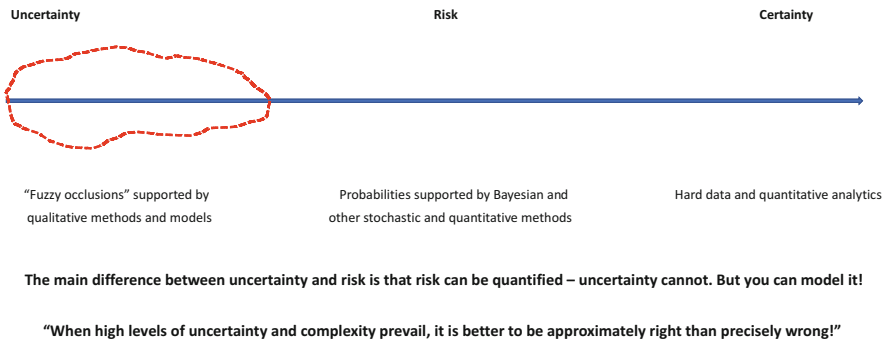 Uncertainty Risk Certainty
“Fuzzy occlusions” supported by Probabilities supported by Bayesian and Hard data and quantitative analytics
qualitative methods and models other stochastic and quantitative methods
The main difference between uncertainty and risk is that risk can be quantified – uncertainty cannot. But you can model it!
“When high levels of uncertainty and complexity prevail, it is better to be approximately right than precisely wrong!”